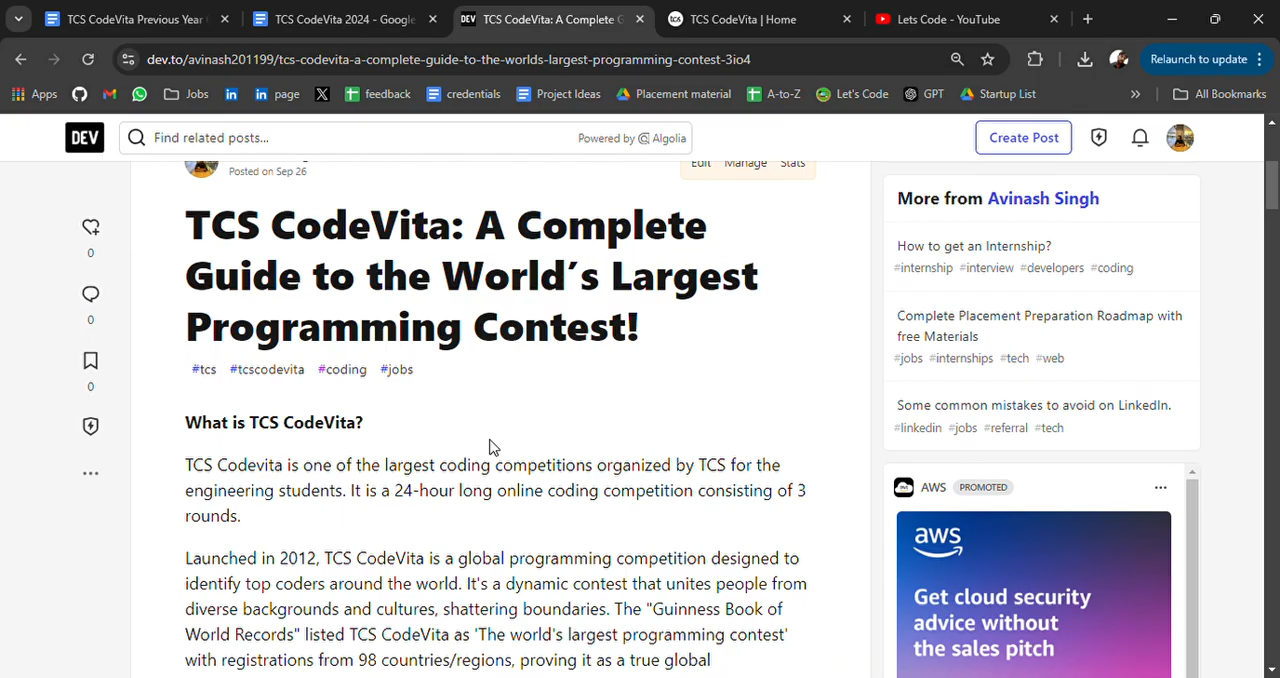 TCS CodeVita Previous Year
TCS CodeVita 2024 - Google
DEV TCS CodeVita: A Complete G
tcs TCS CodeVita | Home
Lets Code - YouTube
dev.to/avinash201199/tcs-codevita-a-complete-guide-to-the-worlds-largest-programming-contest-3io4
Relaunch to update
Apps
Jobs
page
feedback
credentials
Project Ideas
Placement material
A-to-Z
Let's Code
GPT
Startup List
All Bookmarks
DEV
Find related posts...
Powered by Algolia
Create Post
Edit Manage Stats
Posted on Sep 26
TCS CodeVita: A Complete
Guide to the World´s Largest
Programming Contest!
#tcs #tcscodevita #coding #jobs
What is TCS CodeVita?
TCS Codevita is one of the largest coding competitions organized by TCS for the
engineering students. It is a 24-hour long online coding competition consisting of 3
rounds.
Launched in 2012, TCS CodeVita is a global programming competition designed to
identify top coders around the world. It's a dynamic contest that unites people from
diverse backgrounds and cultures, shattering boundaries. The "Guinness Book of
World Records" listed TCS CodeVita as 'The world's largest programming contest'
with registrations from 98 countries/regions, proving it as a true global
0
0
0
More from Avinash Singh
How to get an Internship?
#internship #interview #developers #coding
Complete Placement Preparation Roadmap with
free Materials
#jobs #internships #tech #web
Some common mistakes to avoid on LinkedIn.
#linkedin #jobs #referral #tech
AWS PROMOTED
aws
Get cloud security
advice without
the sales pitch